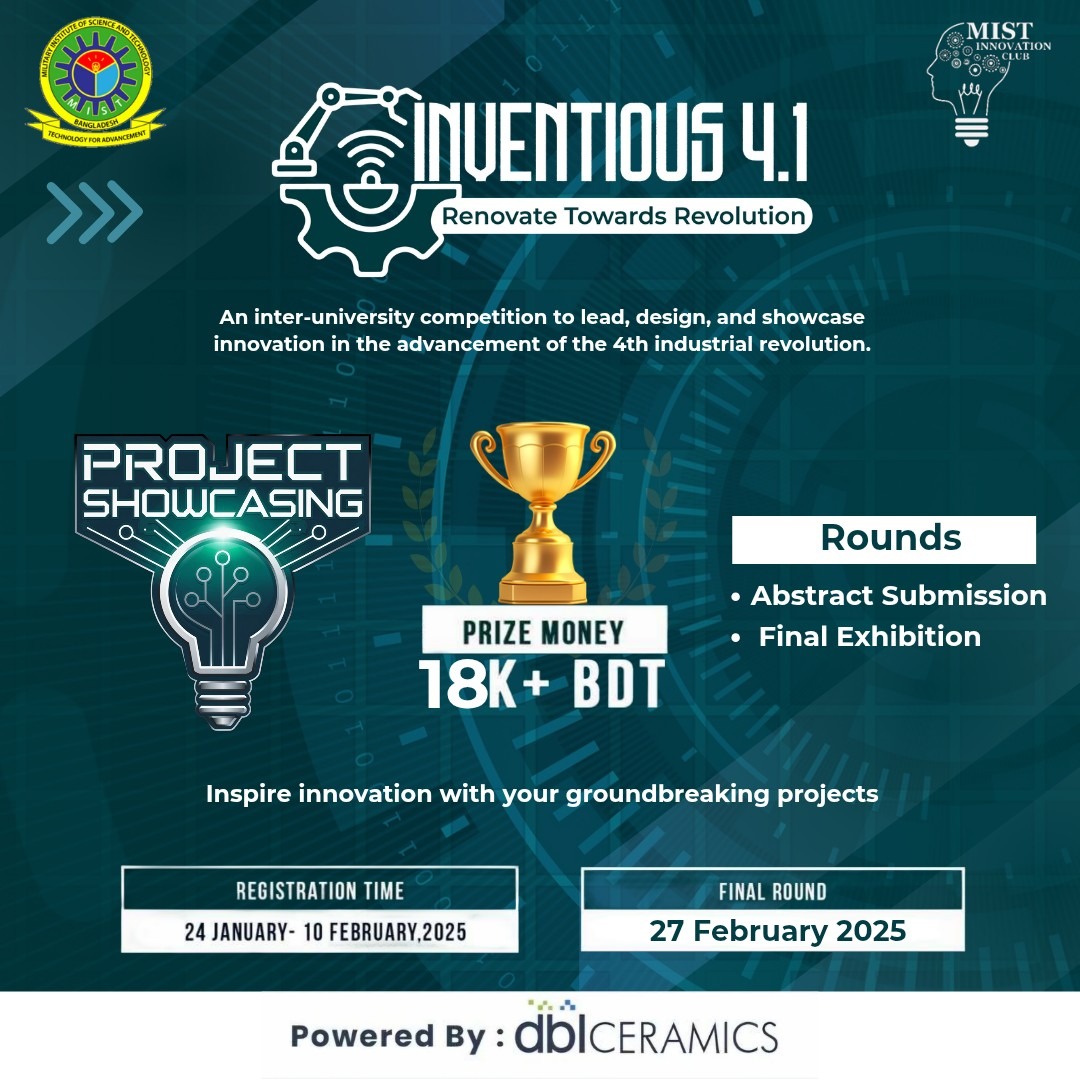 MILITARY INSTITUTE OF SCIENCE AND TECHNOLOGY
MIST
BANGLADESH
TECHNOLOGY FOR ADVANCEMENT
MIST
INNOVATION
CLUB
INVENTIOUS 4.1
Renovate Towards Revolution
An inter-university competition to lead, design, and showcase
innovation in the advancement of the 4th industrial revolution.
PROJECT
SHOWCASING
PRIZE MONEY
18K+ BDT
Rounds
• Abstract Submission
• Final Exhibition
Inspire innovation with your groundbreaking projects
REGISTRATION TIME
24 JANUARY- 10 FEBRUARY,2025
FINAL ROUND
27 February 2025
Powered By : dblCERAMICS